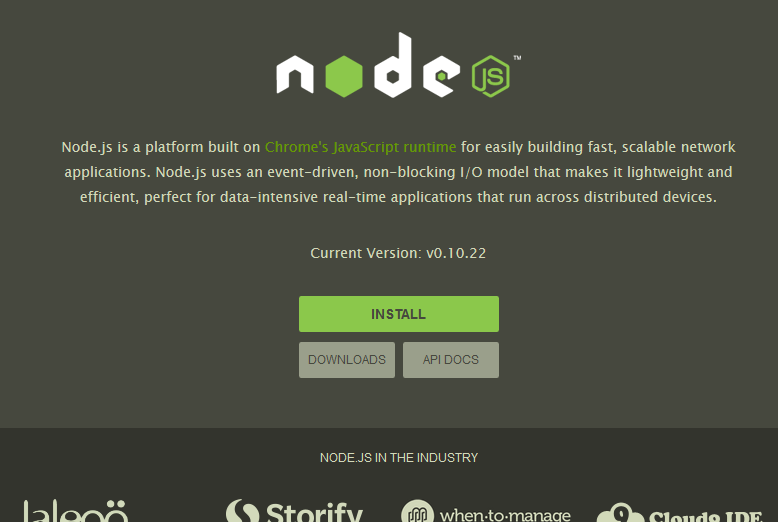 node JS ™
Node.js is a platform built on Chrome's JavaScript runtime for easily building fast, scalable network
applications. Node.js uses an event-driven, non-blocking I/O model that makes it lightweight and
efficient, perfect for data-intensive real-time applications that run across distributed devices.
Current Version: v0.10.22
INSTALL
DOWNLOADS API DOCS
NODE.JS IN THE INDUSTRY
Storify when·to·manage Cloud9 IDE